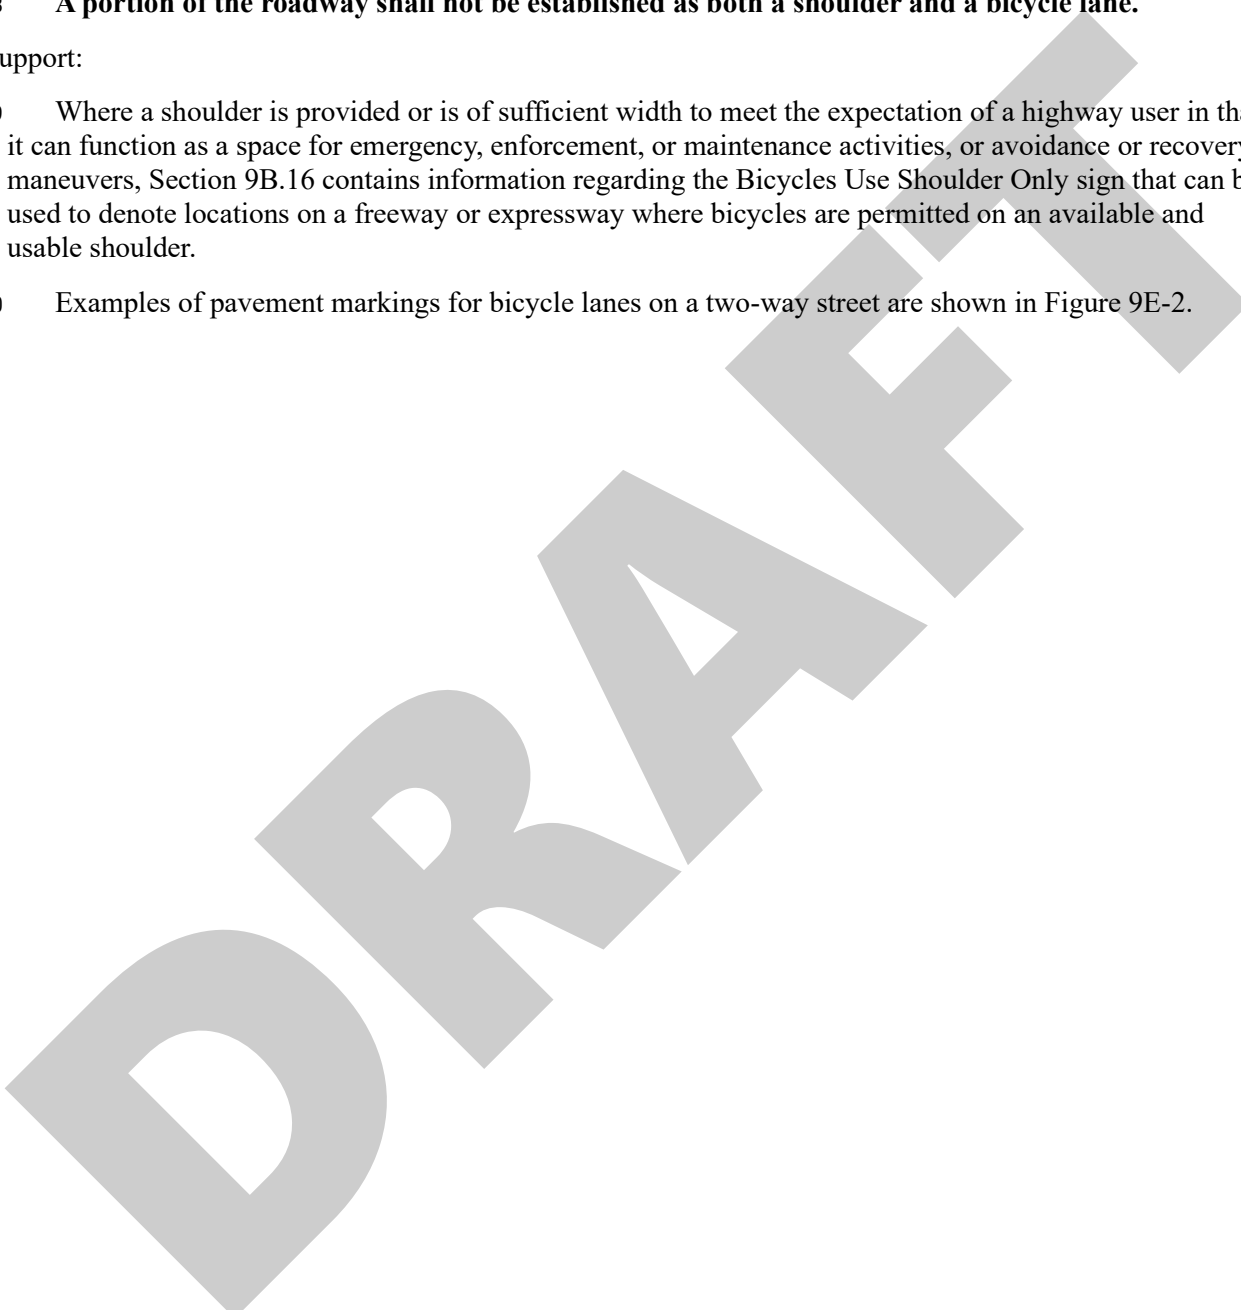 A portion of the roadway shall not be established as both a shoulder and a bicycle lane.
upport:
Where a shoulder is provided or is of sufficient width to meet the expectation of a highway user in tha
it can function as a space for emergency, enforcement, or maintenance activities, or avoidance or recovery
maneuvers, Section 9B.16 contains information regarding the Bicycles Use Shoulder Only sign that can b
used to denote locations on a freeway or expressway where bicycles are permitted on an available and
usable shoulder.
Examples of pavement markings for bicycle lanes on a two-way street are shown in Figure 9E-2.
DRAFT